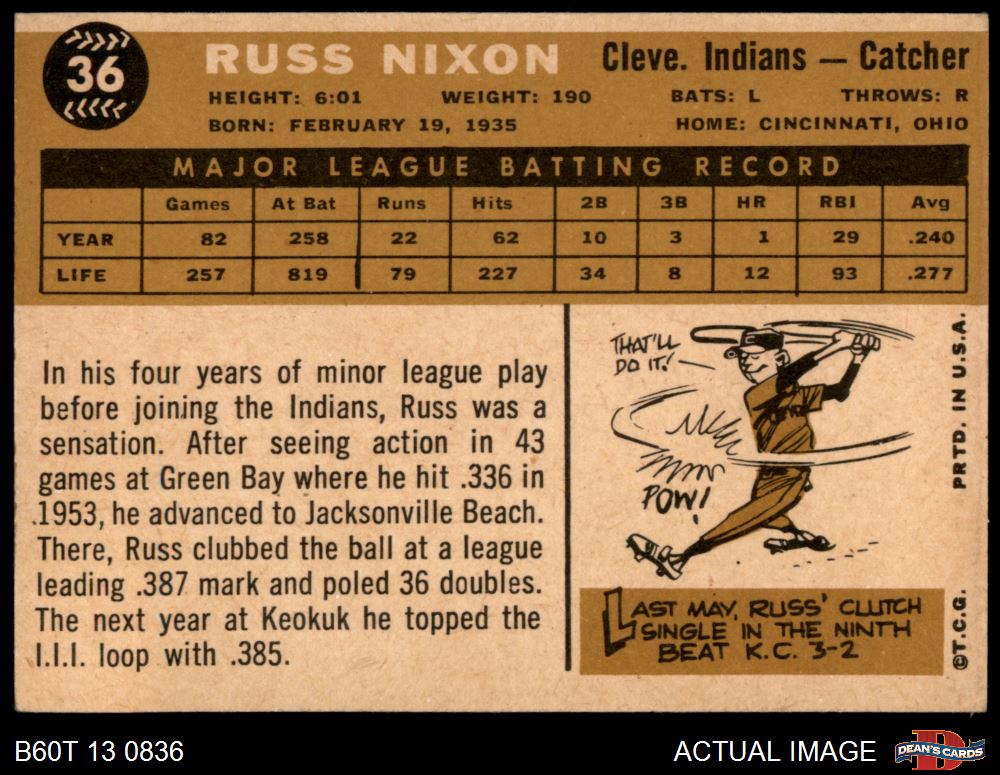 36
RUSS NIXON Cleve. Indians — Catcher
HEIGHT: 6:01 WEIGHT: 190 BATS: L THROWS: R
BORN: FEBRUARY 19, 1935 HOME: CINCINNATI, OHIO
MAJOR LEAGUE BATTING RECORD
Games At Bat Runs Hits 2B 3B HR RBI Avg
YEAR 82 258 22 62 10 3 1 29 .240
LIFE 257 819 79 227 34 8 12 93 .277
In his four years of minor league play
before joining the Indians, Russ was a
sensation. After seeing action in 43
games at Green Bay where he hit .336 in
.1953, he advanced to Jacksonville Beach.
There, Russ clubbed the ball at a league
leading .387 mark and poled 36 doubles.
The next year at Keokuk he topped the
I.I.I. loop with .385.
THAT'LL
DO IT!
POW!
LAST MAY, RUSS' CLUTCH
SINGLE IN THE NINTH
BEAT K.C. 3-2
©T.C.G. PRTD. IN U.S.A.
B60T 13 0836 ACTUAL IMAGE DEAN'S CARDS